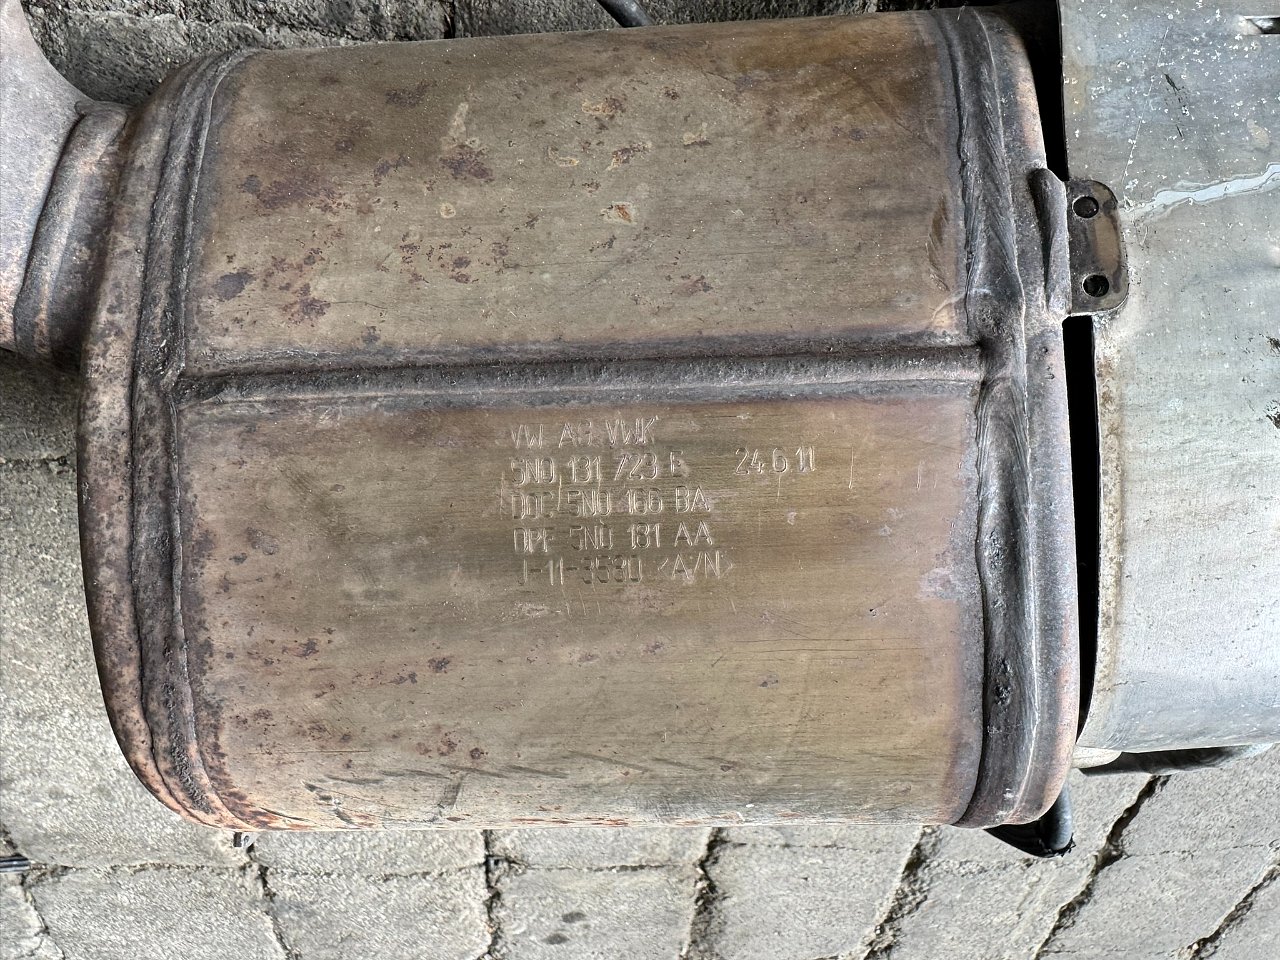 VW AG VWK
5N0 131 723 E 24 6 11
DOC 5N0 166 BA
DPF 5N0 181 AA
J-11-3530 <A/N>